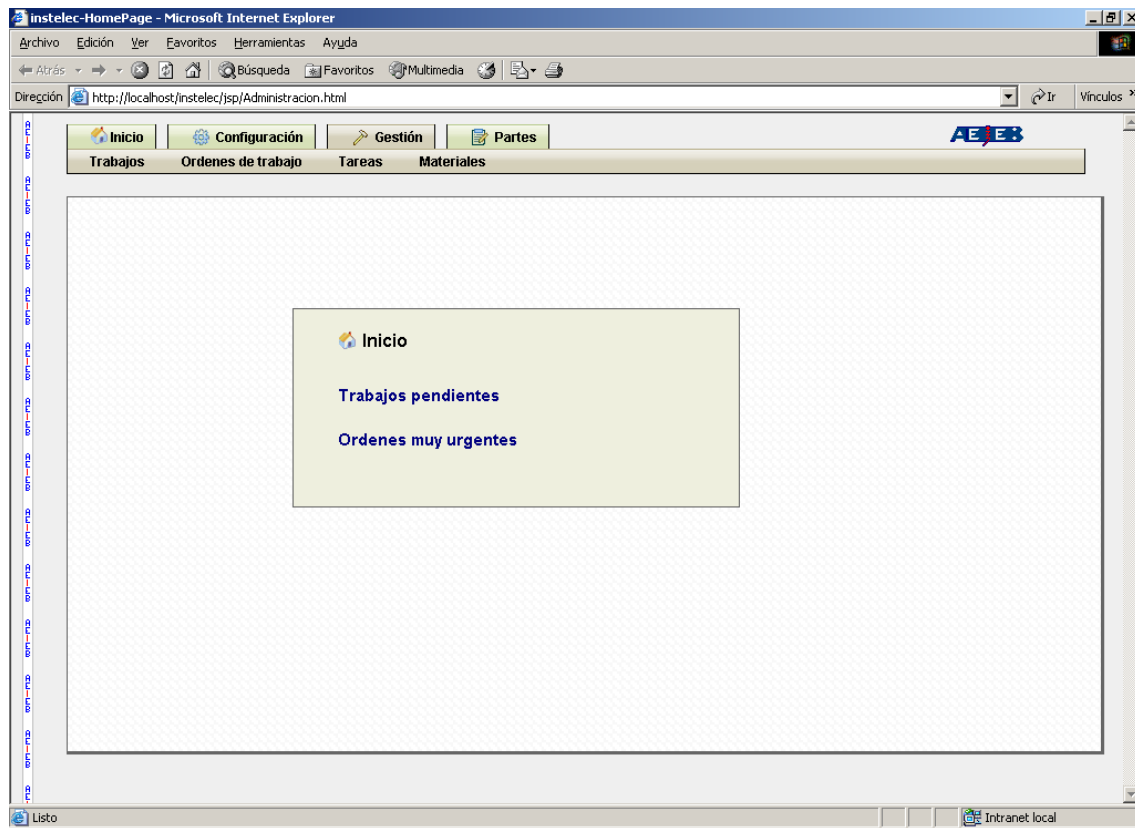 instelec-HomePage - Microsoft Internet Explorer
Archivo Edición Ver Favoritos Herramientas Ayuda
Atrás Búsqueda Favoritos Multimedia
Dirección http://localhost/instelec/jsp/Administracion.html Ir Vínculos »
Inicio Configuración Gestión Partes
Trabajos Ordenes de trabajo Tareas Materiales
Inicio
Trabajos pendientes
Ordenes muy urgentes
Listo Intranet local